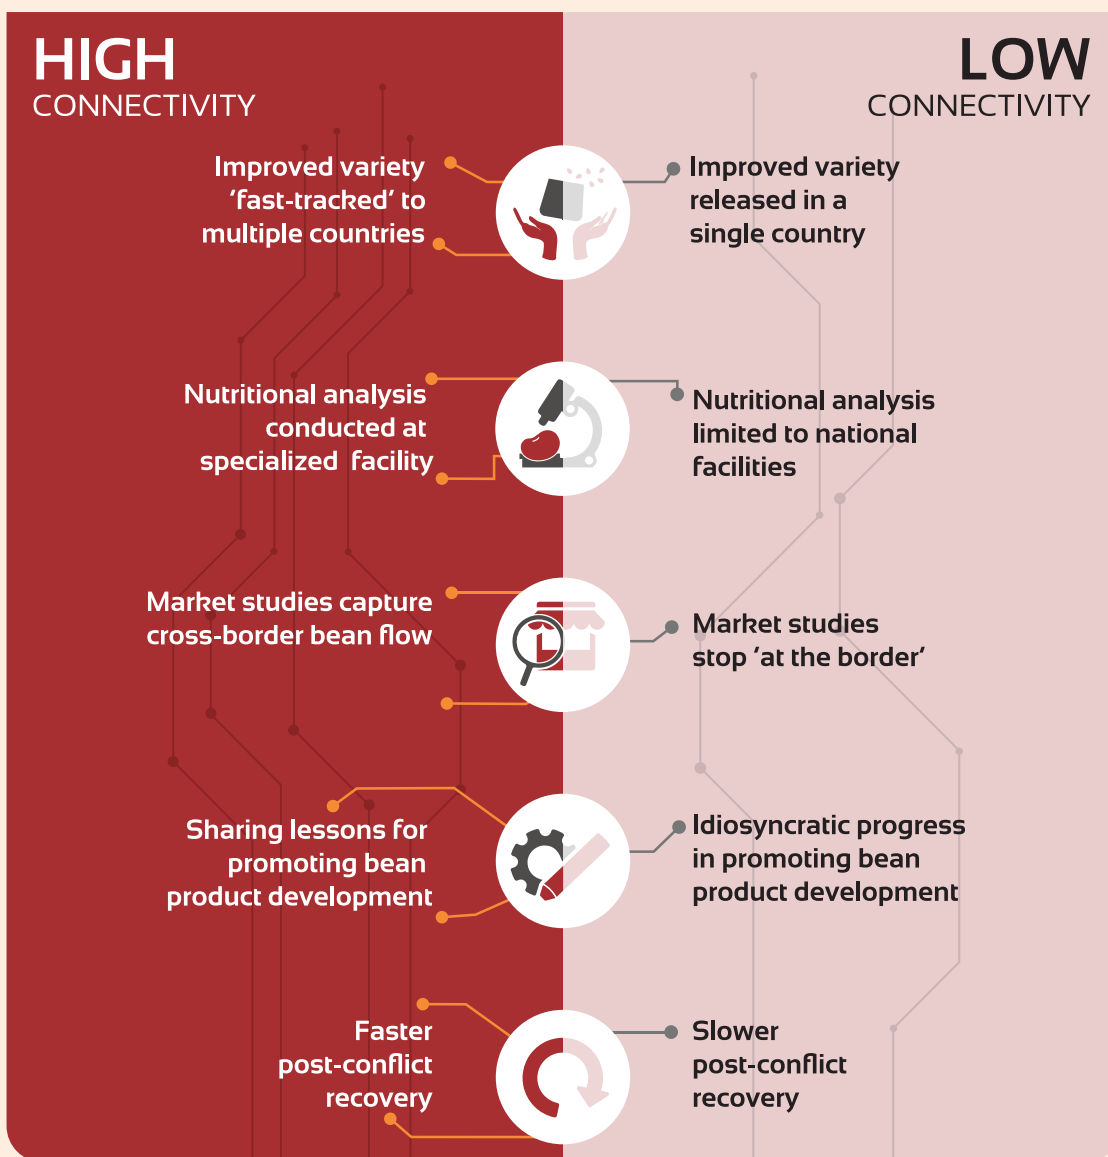 HIGH
CONNECTIVITY
LOW
CONNECTIVITY
Improved variety
'fast-tracked' to
multiple countries
Improved variety
released in a
single country
Nutritional analysis
conducted at
specialized facility
Nutritional analysis
limited to national
facilities
Market studies capture
cross-border bean flow
Market studies
stop 'at the border'
Sharing lessons for
promoting bean
product development
Idiosyncratic progress
in promoting bean
product development
Faster
post-conflict
recovery
Slower
post-conflict
recovery